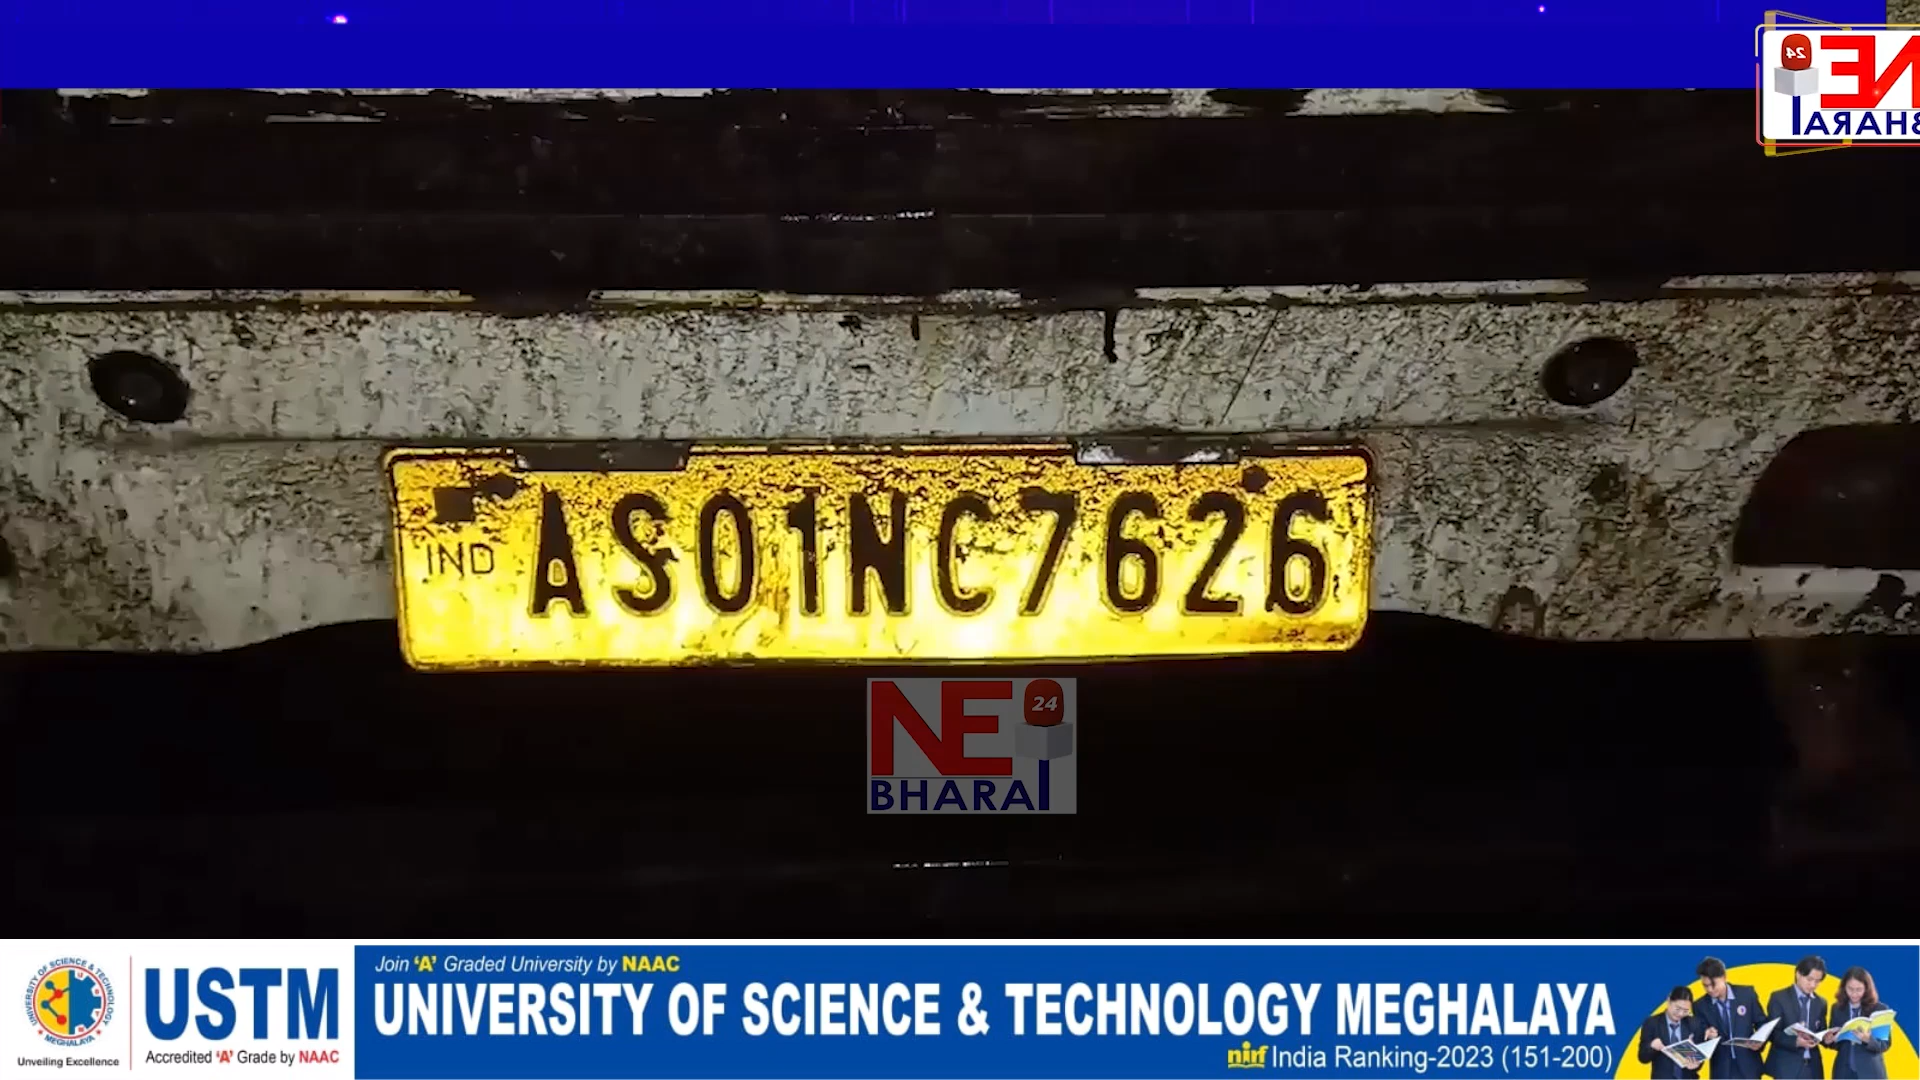 24
NE
BHARAT
IND
AS01NC7626
NE
24
BHARAT
UNIVERSITY OF SCIENCE & TECHNOLOGY
MEGHALAYA
Unveiling Excellence
USTM
Accredited 'A' Grade by NAAC
Join 'A' Graded University by NAAC
UNIVERSITY OF SCIENCE & TECHNOLOGY MEGHALAYA
nirf India Ranking-2023 (151-200)